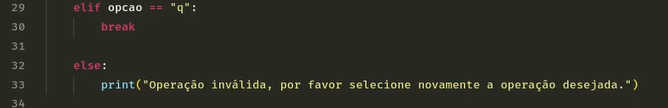 29 elif opcao == "q":
30 break
31
32 else:
33 print("Operação inválida, por favor selecione novamente a operação desejada.")
34